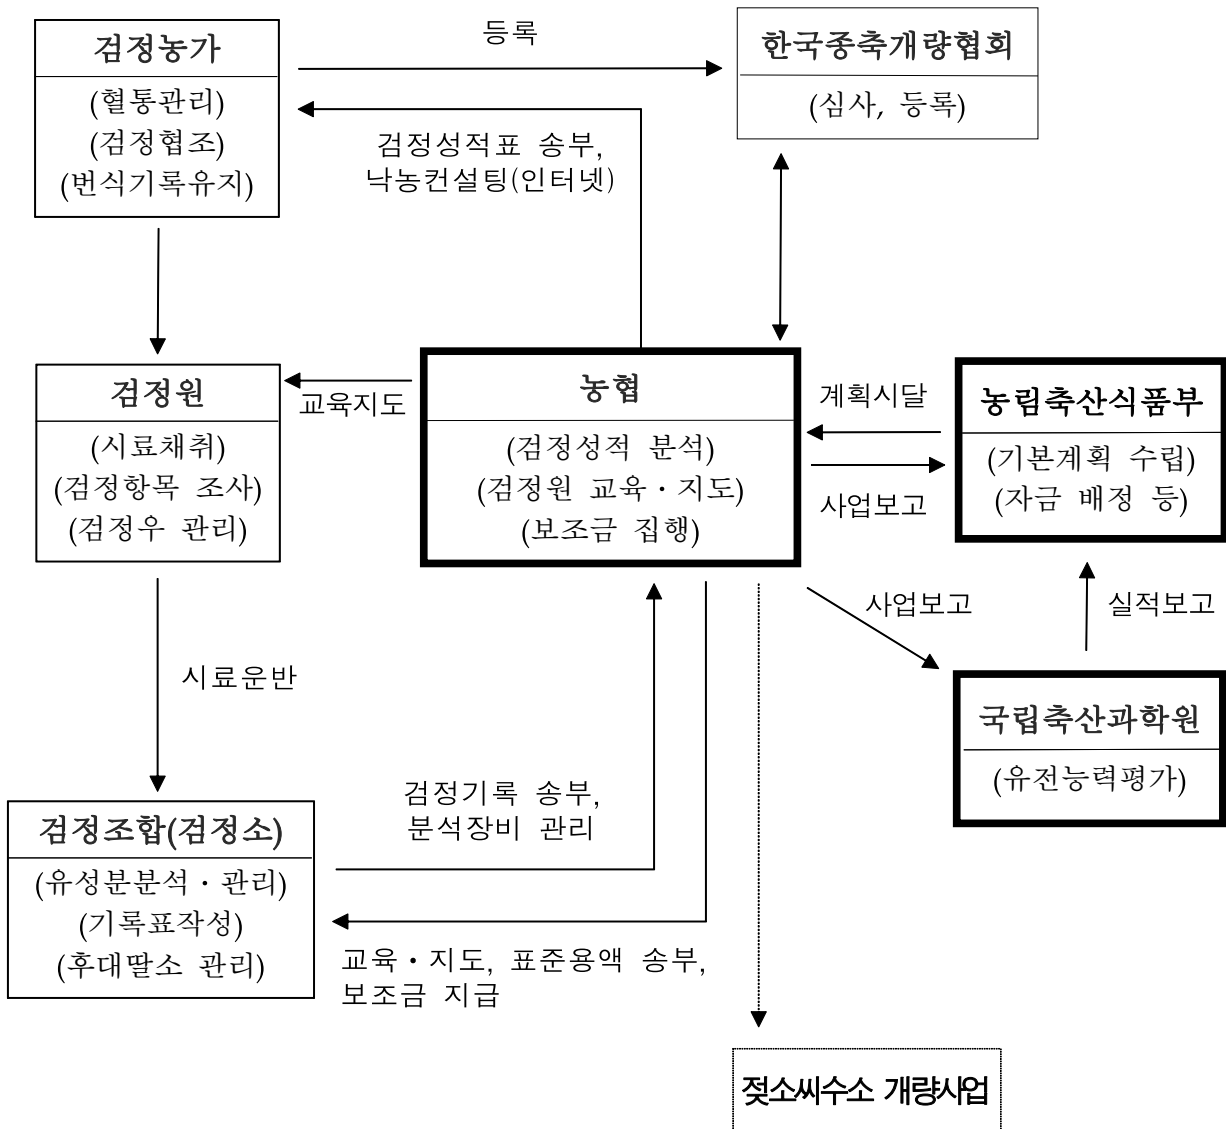 검정농가
(혈통관리)
(검정협조)
(번식기록유지)
등록
한국종축개량협회
(심사, 등록)
검정성적표 송부,
낙농컨설팅(인터넷)
검정원
(시료채취)
(검정항목 조사)
(검정우 관리)
교육지도
농협
(검정성적 분석)
(검정원 교육·지도)
(보조금 집행)
계획시달
사업보고
농림축산식품부
(기본계획 수립)
(자금 배정 등)
사업보고
실적보고
국립축산과학원
(유전능력평가)
시료운반
검정조합(검정소)
(유성분분석·관리)
(기록표작성)
(후대딸소 관리)
검정기록 송부,
분석장비 관리
교육·지도, 표준용액 송부,
보조금 지급
젖소씨수소 개량사업